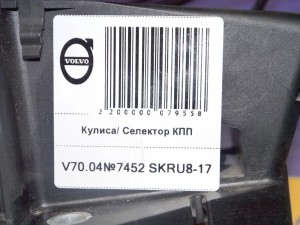 VOLVO
2200000079558
Кулиса/ Селектор КПП
V70.04№7452 SKRU8-17